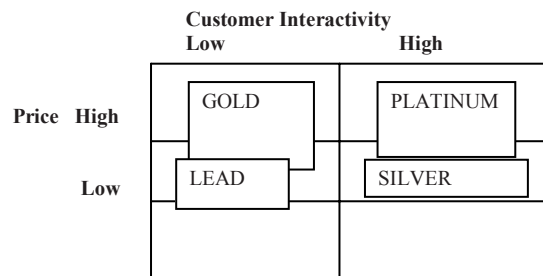 Customer Interactivity
Low High
GOLD PLATINUM
Price High
LEAD SILVER
Low